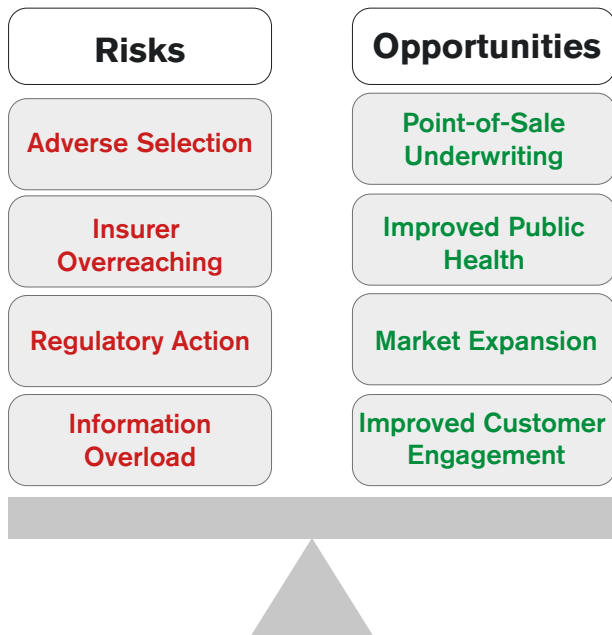 Risks
Adverse Selection
Insurer
Overreaching
Regulatory Action
Information
Overload
Opportunities
Point-of-Sale
Underwriting
Improved Public
Health
Market Expansion
Improved Customer
Engagement